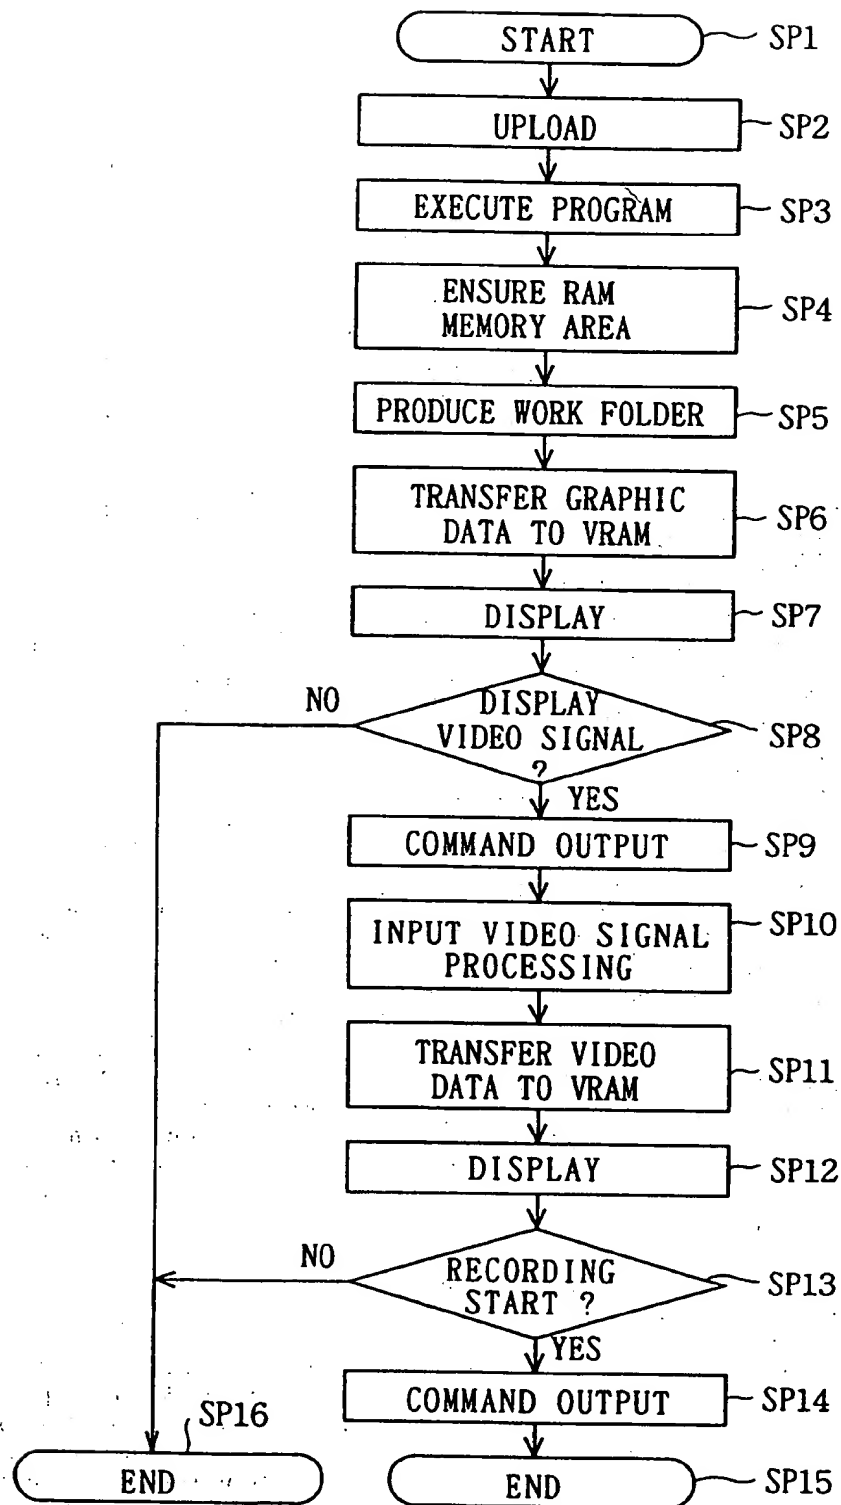 START
SP1
UPLOAD
SP2
EXECUTE PROGRAM
SP3
ENSURE RAM
MEMORY AREA
SP4
PRODUCE WORK FOLDER
SP5
TRANSFER GRAPHIC
DATA TO VRAM
SP6
DISPLAY
SP7
NO
DISPLAY
VIDEO SIGNAL
?
SP8
YES
COMMAND OUTPUT
SP9
INPUT VIDEO SIGNAL
PROCESSING
SP10
TRANSFER VIDEO
DATA TO VRAM
SP11
DISPLAY
SP12
NO
RECORDING
START ?
SP13
YES
COMMAND OUTPUT
SP14
SP16
END
END
SP15